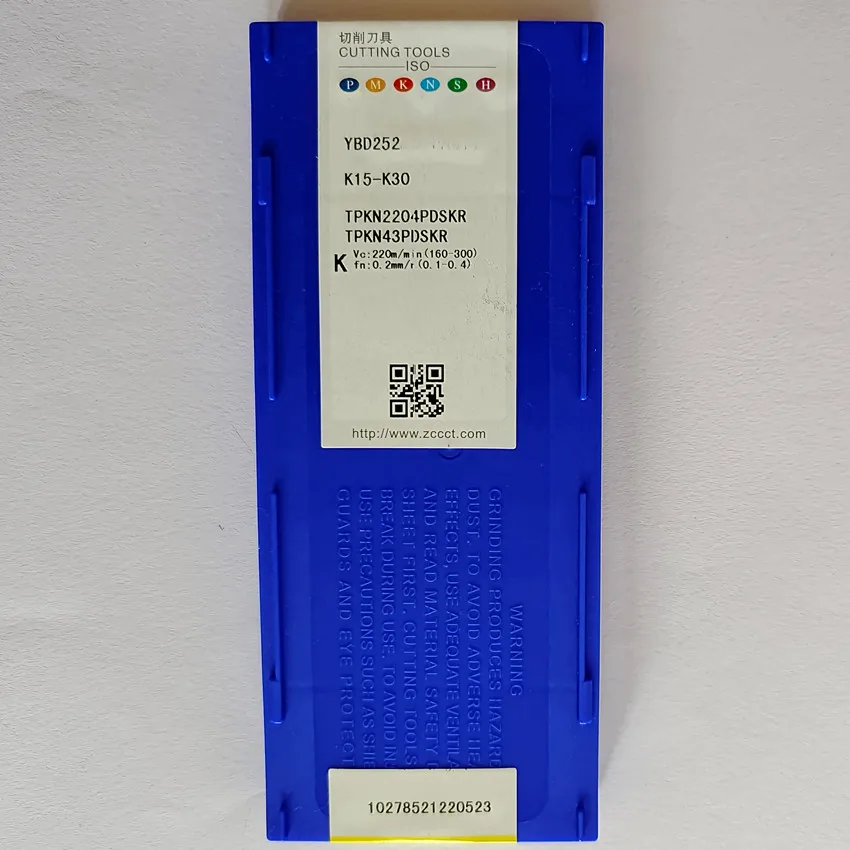 切削刀具
CUTTING TOOLS
ISO
P M K N S H
YBD252
K15-K30
TPKN2204PDSKR
TPKN43PDSKR
K
Vc:220m/min(160-300)
fn:0.2mm/r(0.1-0.4)
http://www.zccct.com
WARNING
GRINDING PRODUCES HAZAR
DUST. TO AVOID ADVERSE HE
EFFECTS, USE ADEQUATE VENTILA
AND READ MATERIAL SAFETY
SHEET FIRST. CUTTING TOOLS
BREAK DURING USE. TO AVOID IN
USE PRECAUTIONS SUCH AS SHIE
GUARDS AND EYE PROTECT
10278521220523